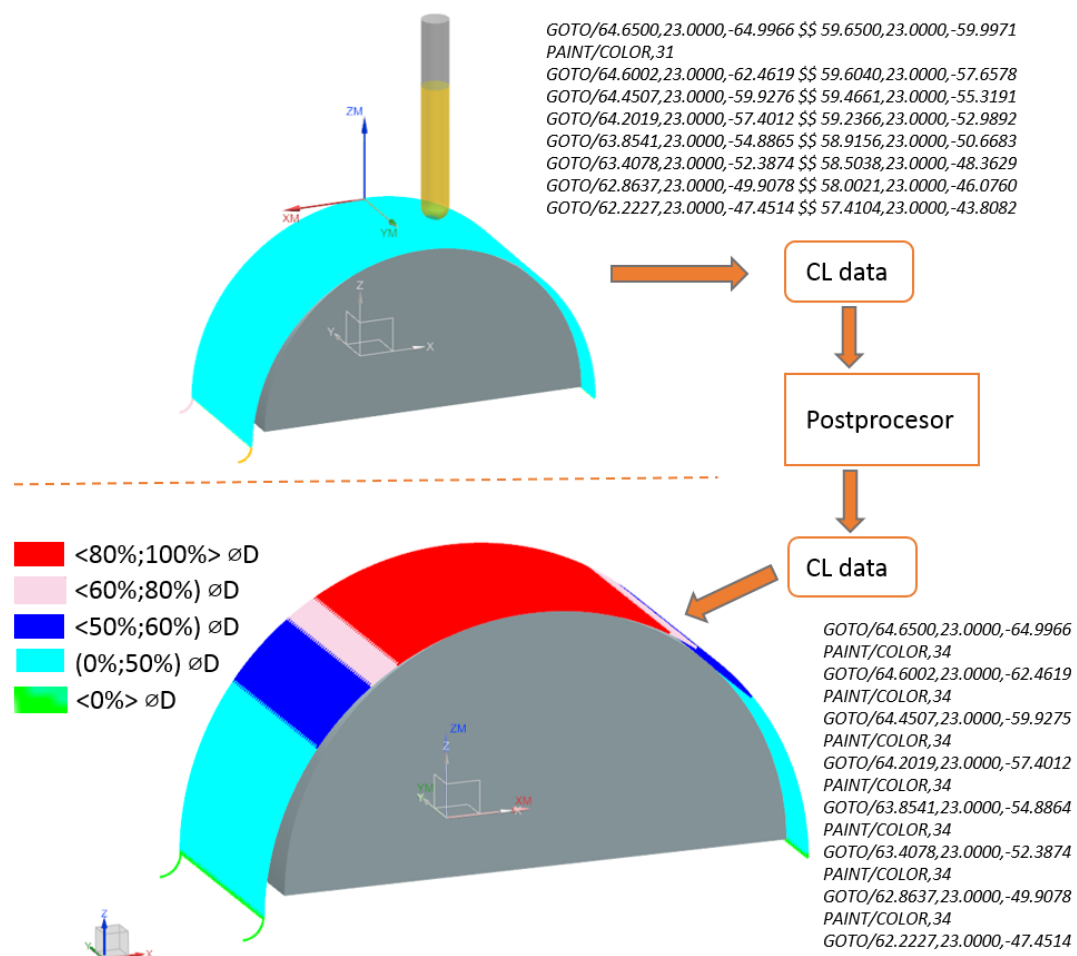 GOTO/64.6500,23.0000,-64.9966 $$ 59.6500,23.0000,-59.9971
PAINT/COLOR,31
GOTO/64.6002,23.0000,-62.4619 $$ 59.6040,23.0000,-57.6578
GOTO/64.4507,23.0000,-59.9276 $$ 59.4661,23.0000,-55.3191
GOTO/64.2019,23.0000,-57.4012 $$ 59.2366,23.0000,-52.9892
GOTO/63.8541,23.0000,-54.8865 $$ 58.9156,23.0000,-50.6683
GOTO/63.4078,23.0000,-52.3874 $$ 58.5038,23.0000,-48.3629
GOTO/62.8637,23.0000,-49.9078 $$ 58.0021,23.0000,-46.0760
GOTO/62.2227,23.0000,-47.4514 $$ 57.4104,23.0000,-43.8082
ZM
XM
YM
Z
Y
X
CL data
Postprocesor
CL data
<80%;100%> ⌀D
<60%;80%) ⌀D
<50%;60%) ⌀D
(0%;50%) ⌀D
<0%> ⌀D
ZM
Z
YM
Y
XM
X
GOTO/64.6500,23.0000,-64.9966
PAINT/COLOR,34
GOTO/64.6002,23.0000,-62.4619
PAINT/COLOR,34
GOTO/64.4507,23.0000,-59.9275
PAINT/COLOR,34
GOTO/64.2019,23.0000,-57.4012
PAINT/COLOR,34
GOTO/63.8541,23.0000,-54.8864
PAINT/COLOR,34
GOTO/63.4078,23.0000,-52.3874
PAINT/COLOR,34
GOTO/62.8637,23.0000,-49.9078
PAINT/COLOR,34
GOTO/62.2227,23.0000,-47.4514
Z
Y
X